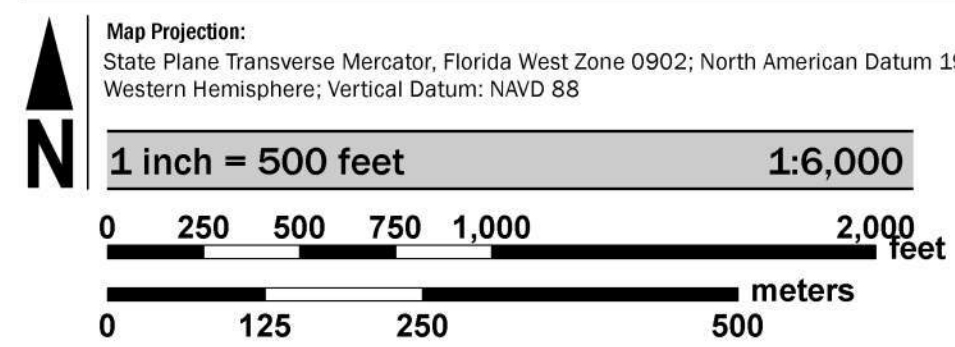 Map Projection:
State Plane Transverse Mercator, Florida West Zone 0902; North American Datum 19
Western Hemisphere; Vertical Datum: NAVD 88
N
1 inch = 500 feet 1:6,000
0 250 500 750 1,000 2,000
feet
meters
0 125 250 500